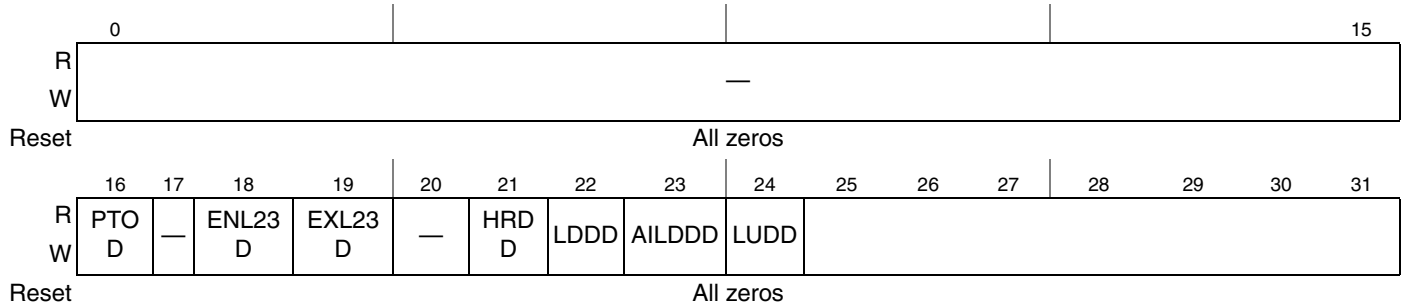 0 15
R
W
—
Reset All zeros
16 17 18 19 20 21 22 23 24 25 26 27 28 29 30 31
R
W
PTO
D
—
ENL23
D
EXL23
D
—
HRD
D
LDDD
AILDDD
LUDD
Reset All zeros